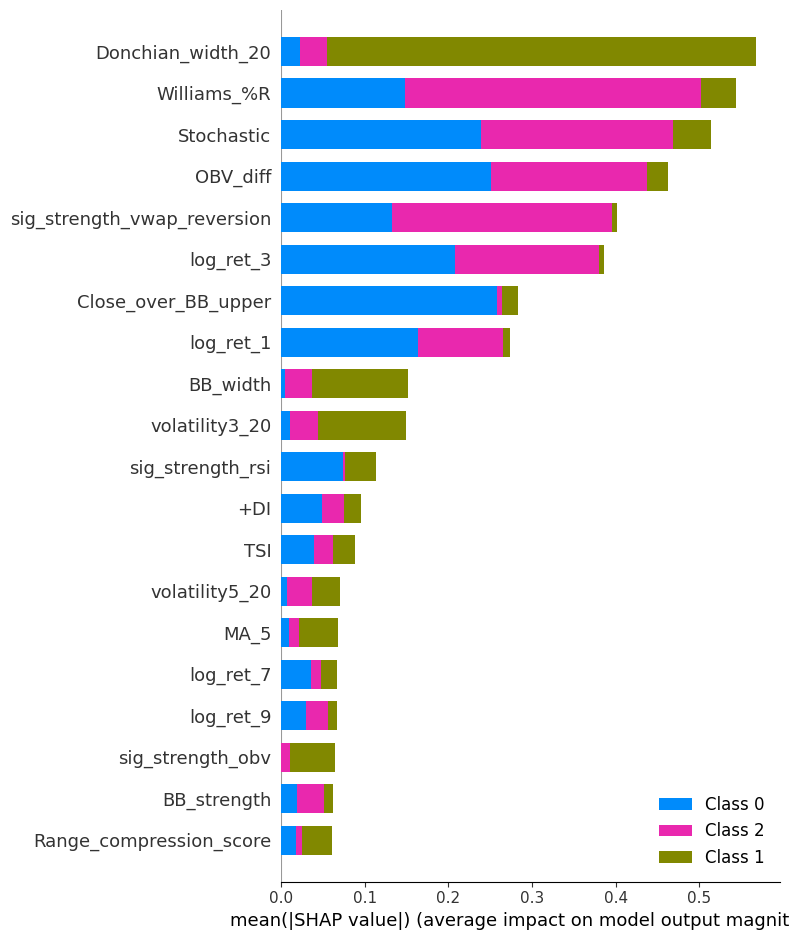 Donchian_width_20
Williams_%R
Stochastic
OBV_diff
sig_strength_vwap_reversion
log_ret_3
Close_over_BB_upper
log_ret_1
BB_width
volatility3_20
sig_strength_rsi
+DI
TSI
volatility5_20
MA_5
log_ret_7
log_ret_9
sig_strength_obv
BB_strength
Range_compression_score
Class 0
Class 2
Class 1
0.0 0.1 0.2 0.3 0.4 0.5
mean(|SHAP value|) (average impact on model output magnit